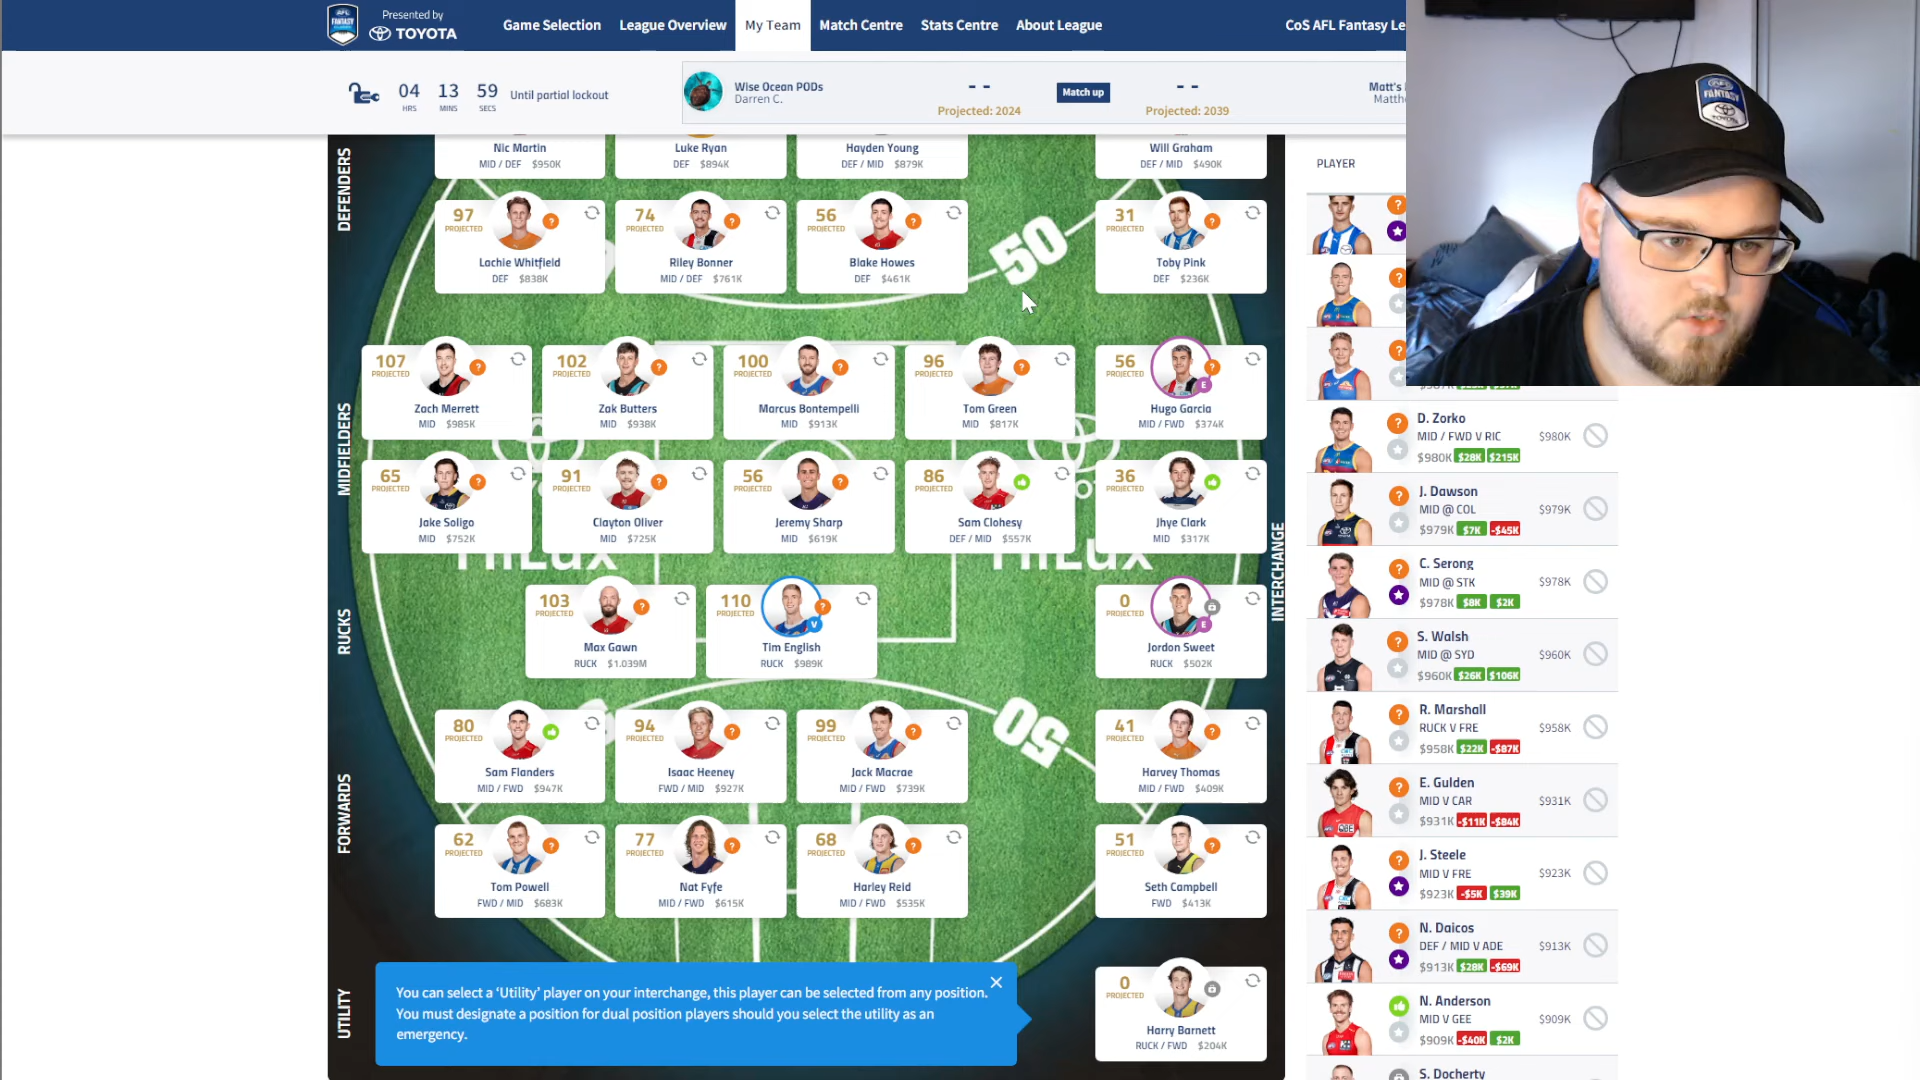 Presented by
TOYOTA
Game Selection
League Overview
My Team
Match Centre
Stats Centre
About League
CoS AFL Fantasy Le
04 HRS
13 MINS
59 SECS
Until partial lockout
Wise Ocean PODs
Darren C.
- -
Projected: 2024
Match up
- -
Projected: 2039
Matt's
Matth
DEFENDERS
Nic Martin
MID / DEF $950K
Luke Ryan
DEF $894K
Hayden Young
DEF / MID $879K
Will Graham
DEF / MID $490K
97 PROJECTED
Lachie Whitfield
DEF $838K
74 PROJECTED
Riley Bonner
MID / DEF $761K
56 PROJECTED
Blake Howes
DEF $461K
50
31 PROJECTED
Toby Pink
DEF $236K
MIDFIELDERS
107 PROJECTED
Zach Merrett
MID $985K
102 PROJECTED
Zak Butters
MID $938K
100 PROJECTED
Marcus Bontempelli
MID $913K
96 PROJECTED
Tom Green
MID $817K
56 PROJECTED
E
Hugo Garcia
MID / FWD $374K
65 PROJECTED
Jake Soligo
MID $752K
91 PROJECTED
Clayton Oliver
MID $725K
56 PROJECTED
Jeremy Sharp
MID $619K
86 PROJECTED
Sam Clohesy
DEF / MID $557K
36 PROJECTED
Jhye Clark
MID $317K
HiLux
HiLux
INTERCHANGE
RUCKS
103 PROJECTED
Max Gawn
RUCK $1.039M
110 PROJECTED
V
Tim English
RUCK $989K
0 PROJECTED
E
Jordon Sweet
RUCK $502K
FORWARDS
80 PROJECTED
Sam Flanders
MID / FWD $947K
94 PROJECTED
Isaac Heeney
FWD / MID $927K
99 PROJECTED
Jack Macrae
MID / FWD $739K
50
41 PROJECTED
Harvey Thomas
MID / FWD $409K
62 PROJECTED
Tom Powell
FWD / MID $683K
77 PROJECTED
Nat Fyfe
MID / FWD $615K
68 PROJECTED
Harley Reid
MID / FWD $535K
51 PROJECTED
Seth Campbell
FWD $413K
UTILITY
You can select a ‘Utility’ player on your interchange, this player can be selected from any position.
You must designate a position for dual position players should you select the utility as an
emergency.
0 PROJECTED
Harry Barnett
RUCK / FWD $204K
PLAYER
D. Zorko
MID / FWD V RIC $980K
$980K $28K $215K
J. Dawson
MID @ COL $979K
$979K $7K -$45K
C. Serong
MID @ STK $978K
$978K $8K $2K
S. Walsh
MID @ SYD $960K
$960K $26K $106K
R. Marshall
RUCK V FRE $958K
$958K $22K -$87K
E. Gulden
MID V CAR $931K
$931K -$11K -$84K
J. Steele
MID V FRE $923K
$923K -$5K $39K
N. Daicos
DEF / MID V ADE $913K
$913K $28K -$69K
N. Anderson
MID V GEE $909K
$909K -$40K $2K
S. Docherty
AFL
FANTASY
TOYOTA